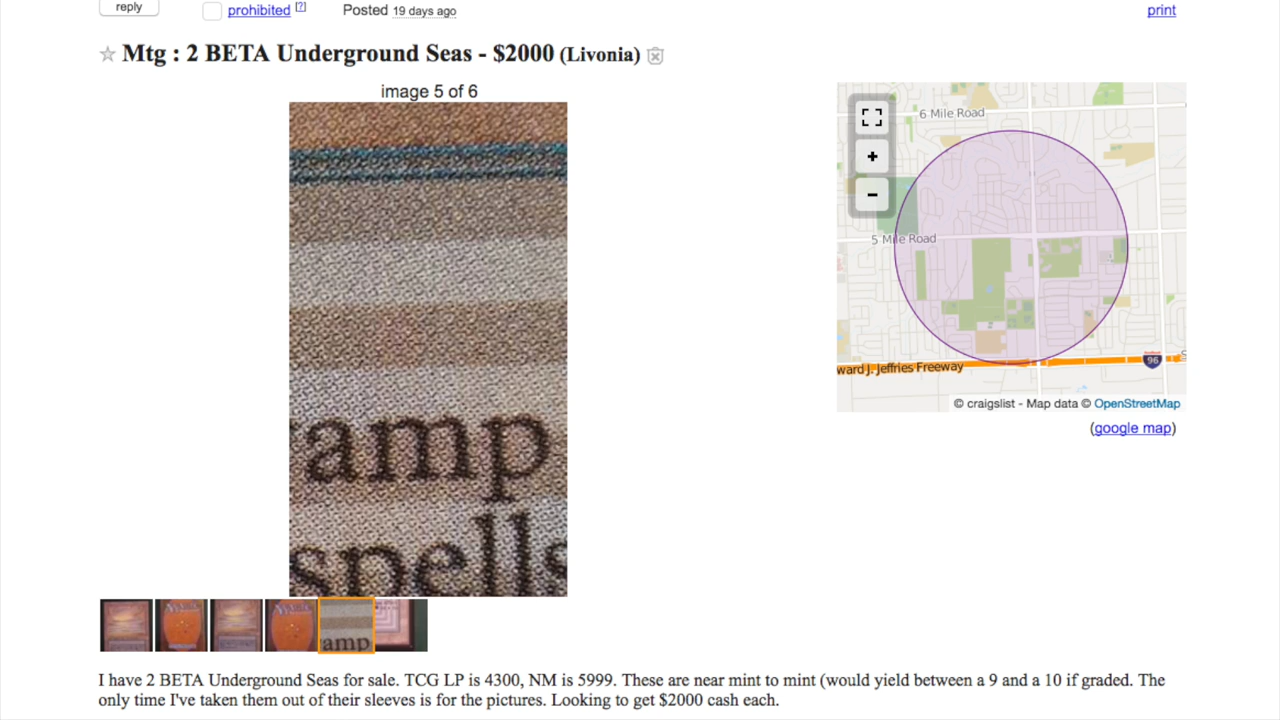 reply
prohibited [?]
Posted 19 days ago
print
Mtg : 2 BETA Underground Seas - $2000 (Livonia)
image 5 of 6
amp
spells
6 Mile Road
5 Mile Road
ward J. Jeffries Freeway
96
S
© craigslist - Map data © OpenStreetMap
(google map)
amp
I have 2 BETA Underground Seas for sale. TCG LP is 4300, NM is 5999. These are near mint to mint (would yield between a 9 and a 10 if graded. The
only time I've taken them out of their sleeves is for the pictures. Looking to get $2000 cash each.